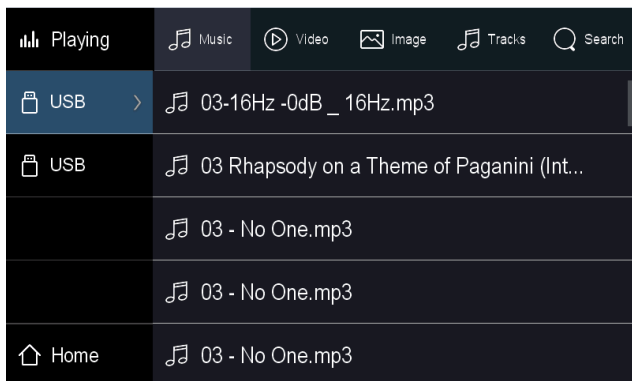 Playing
Music Video Image Tracks Search
USB
03-16Hz -0dB _ 16Hz.mp3
USB
03 Rhapsody on a Theme of Paganini (Int...
03 - No One.mp3
03 - No One.mp3
Home
03 - No One.mp3